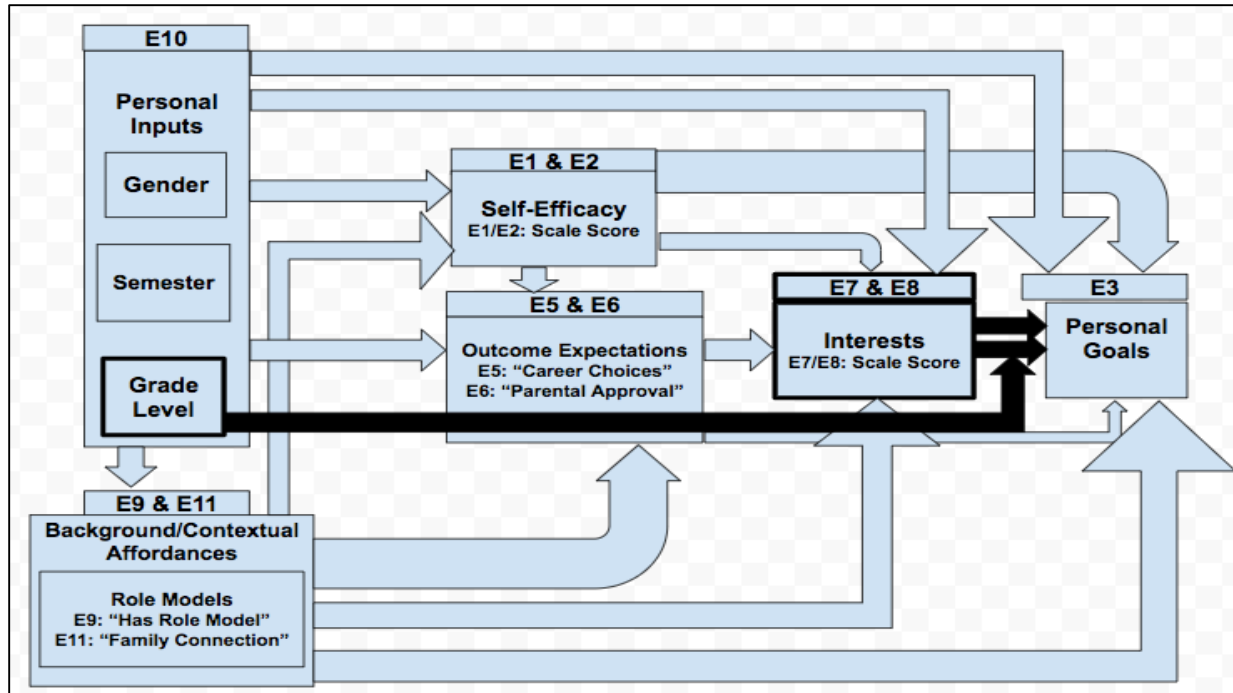 E10
Personal
Inputs
Gender
Semester
Grade
Level
E1 & E2
Self-Efficacy
E1/E2: Scale Score
E5 & E6
Outcome Expectations
E5: “Career Choices”
E6: “Parental Approval”
E7 & E8
Interests
E7/E8: Scale Score
E3
Personal
Goals
E9 & E11
Background/Contextual
Affordances
Role Models
E9: “Has Role Model”
E11: “Family Connection”